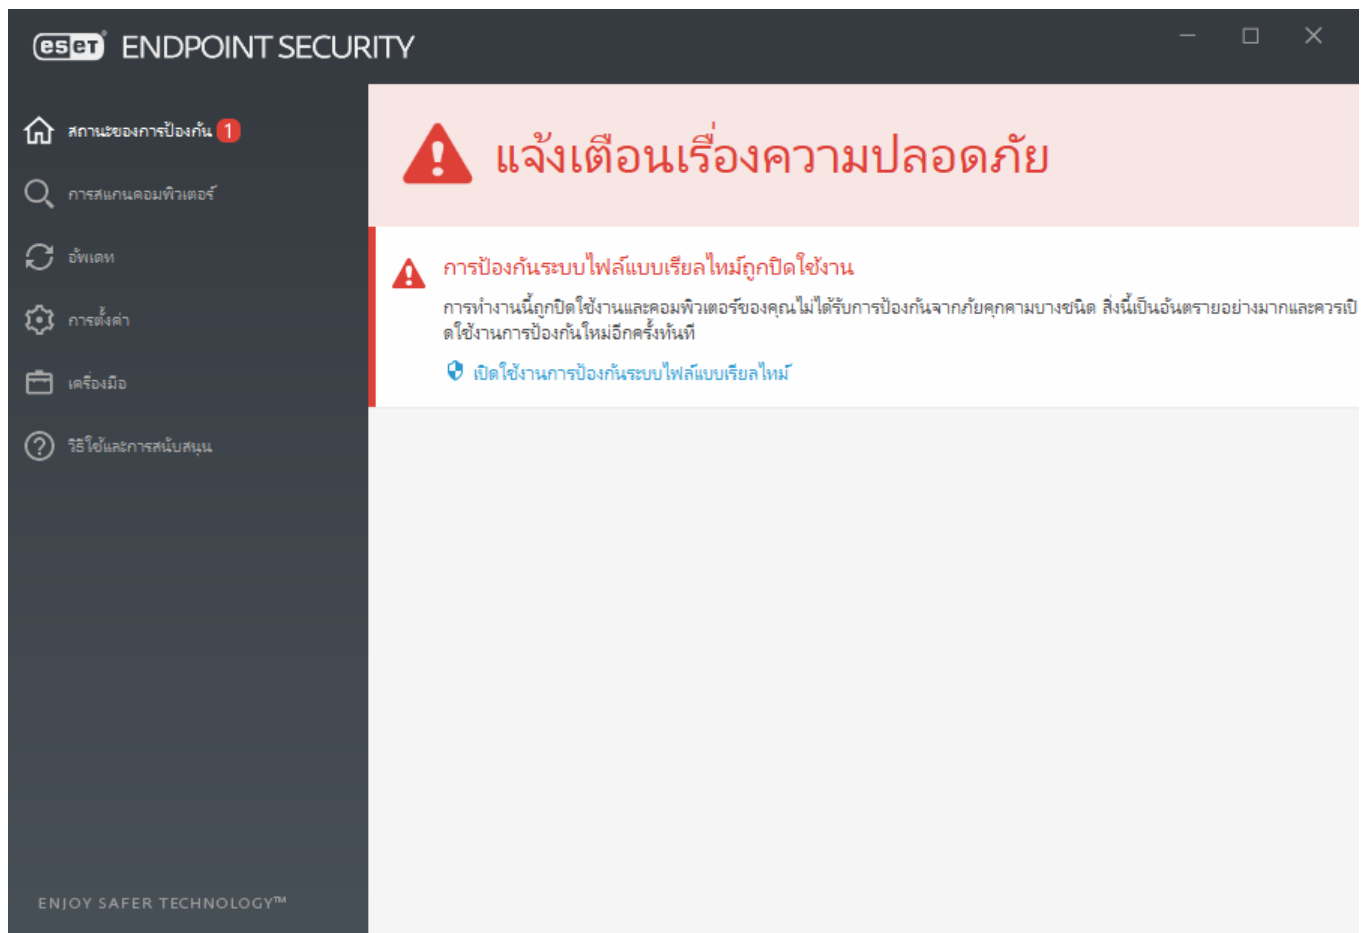 eset ENDPOINT SECURITY
สถานะของการป้องกัน 1
การสแกนคอมพิวเตอร์
อัพเดท
การตั้งค่า
เครื่องมือ
วิธีใช้และการสนับสนุน
ENJOY SAFER TECHNOLOGY™
แจ้งเตือนเรื่องความปลอดภัย
การป้องกันระบบไฟล์แบบเรียลไทม์ถูกปิดใช้งาน
การทำงานนี้ถูกปิดใช้งานและคอมพิวเตอร์ของคุณไม่ได้รับการป้องกันจากภัยคุกคามบางชนิด สิ่งนี้เป็นอันตรายอย่างมากและควรเปิ
ดใช้งานการป้องกันใหม่อีกครั้งทันที
เปิดใช้งานการป้องกันระบบไฟล์แบบเรียลไทม์